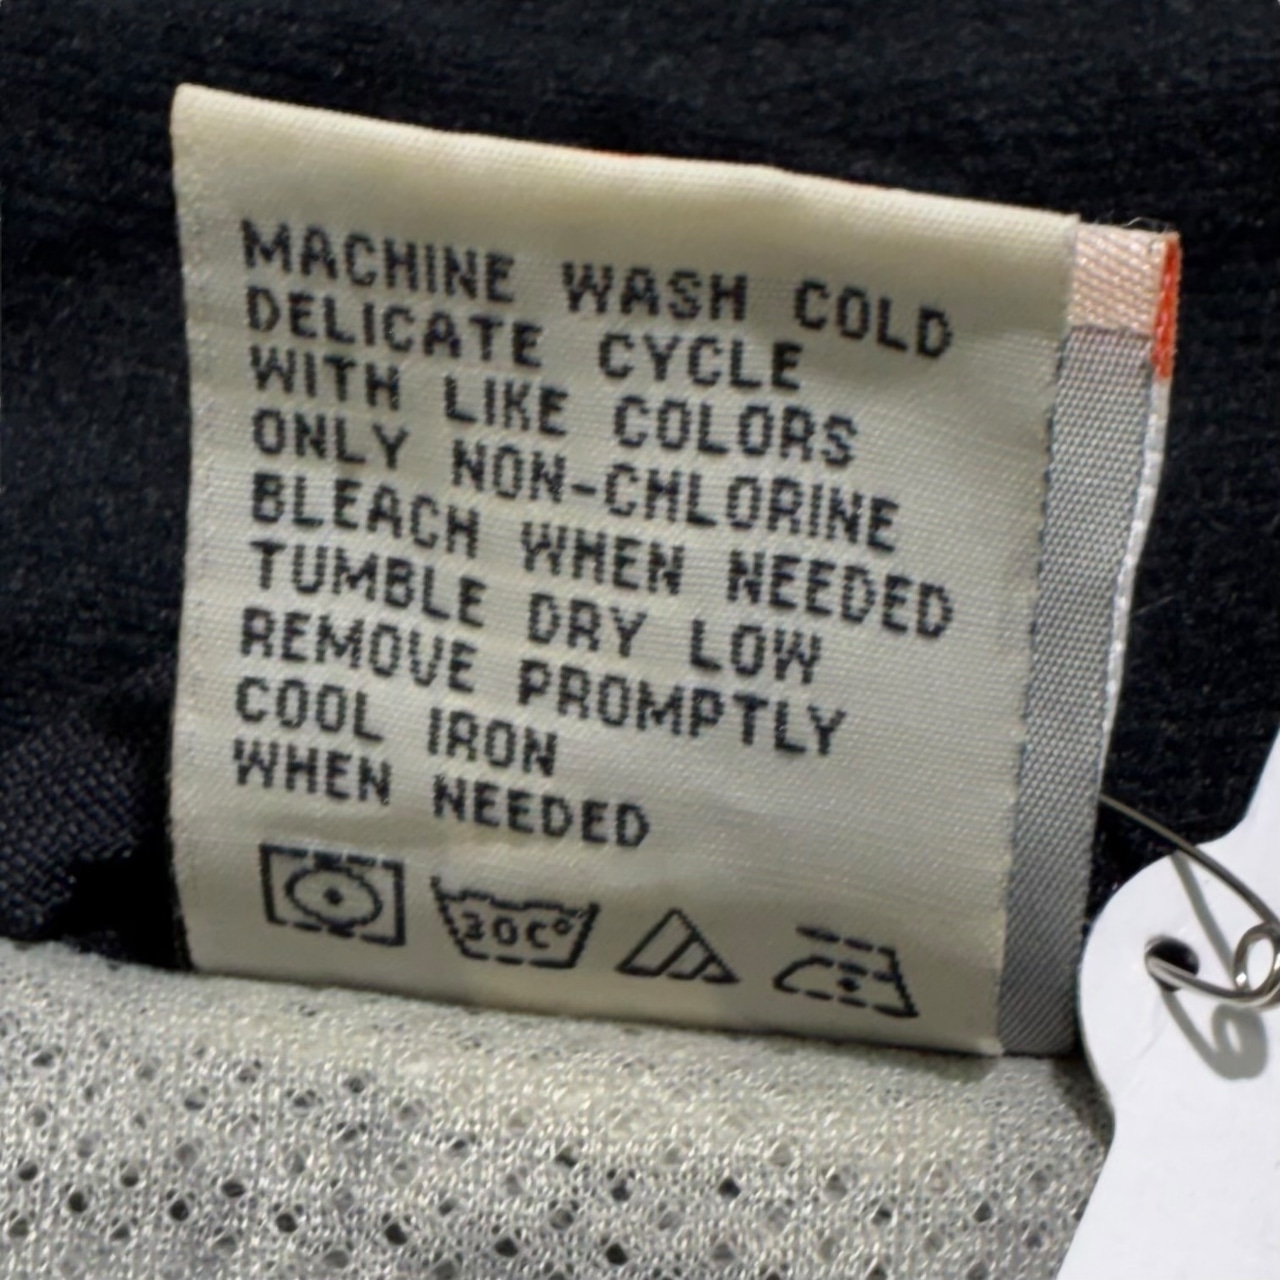 MACHINE WASH COLD
DELICATE CYCLE
WITH LIKE COLORS
ONLY NON-CHLORINE
BLEACH WHEN NEEDED
TUMBLE DRY LOW
REMOVE PROMPTLY
COOL IRON
WHEN NEEDED
30C°